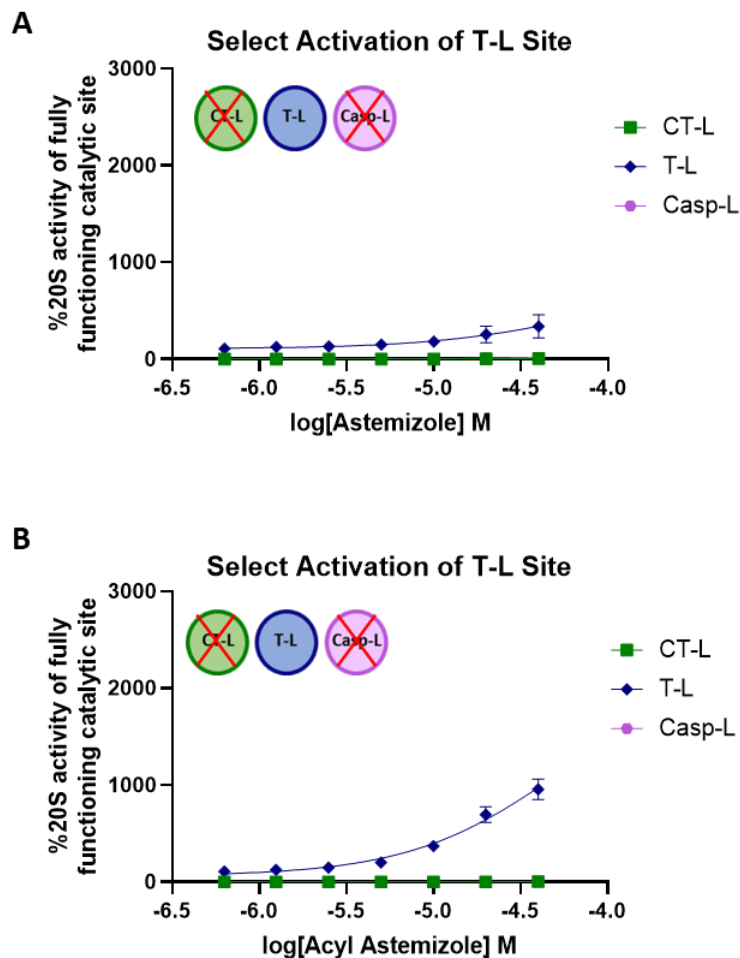 A
Select Activation of T-L Site
%20S activity of fully
functioning catalytic site
3000
2000
1000
0
CT-L
T-L
Casp-L
CT-L
T-L
Casp-L
-6.5
-6.0
-5.5
-5.0
-4.5
-4.0
log[Astemizole] M
B
Select Activation of T-L Site
%20S activity of fully
functioning catalytic site
3000
2000
1000
0
CT-L
T-L
Casp-L
CT-L
T-L
Casp-L
-6.5
-6.0
-5.5
-5.0
-4.5
-4.0
log[Acyl Astemizole] M